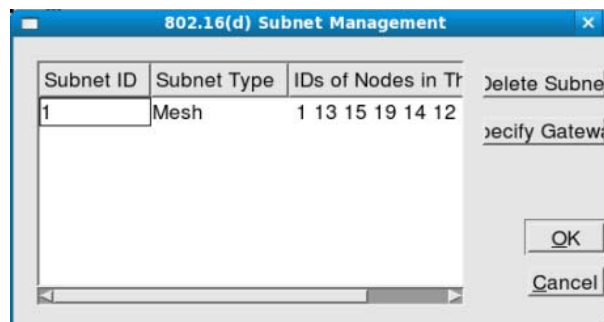 802.16(d) Subnet Management
Subnet ID Subnet Type IDs of Nodes in Th
1 Mesh 1 13 15 19 14 12
Delete Subne
pecify Gatewa
OK
Cancel